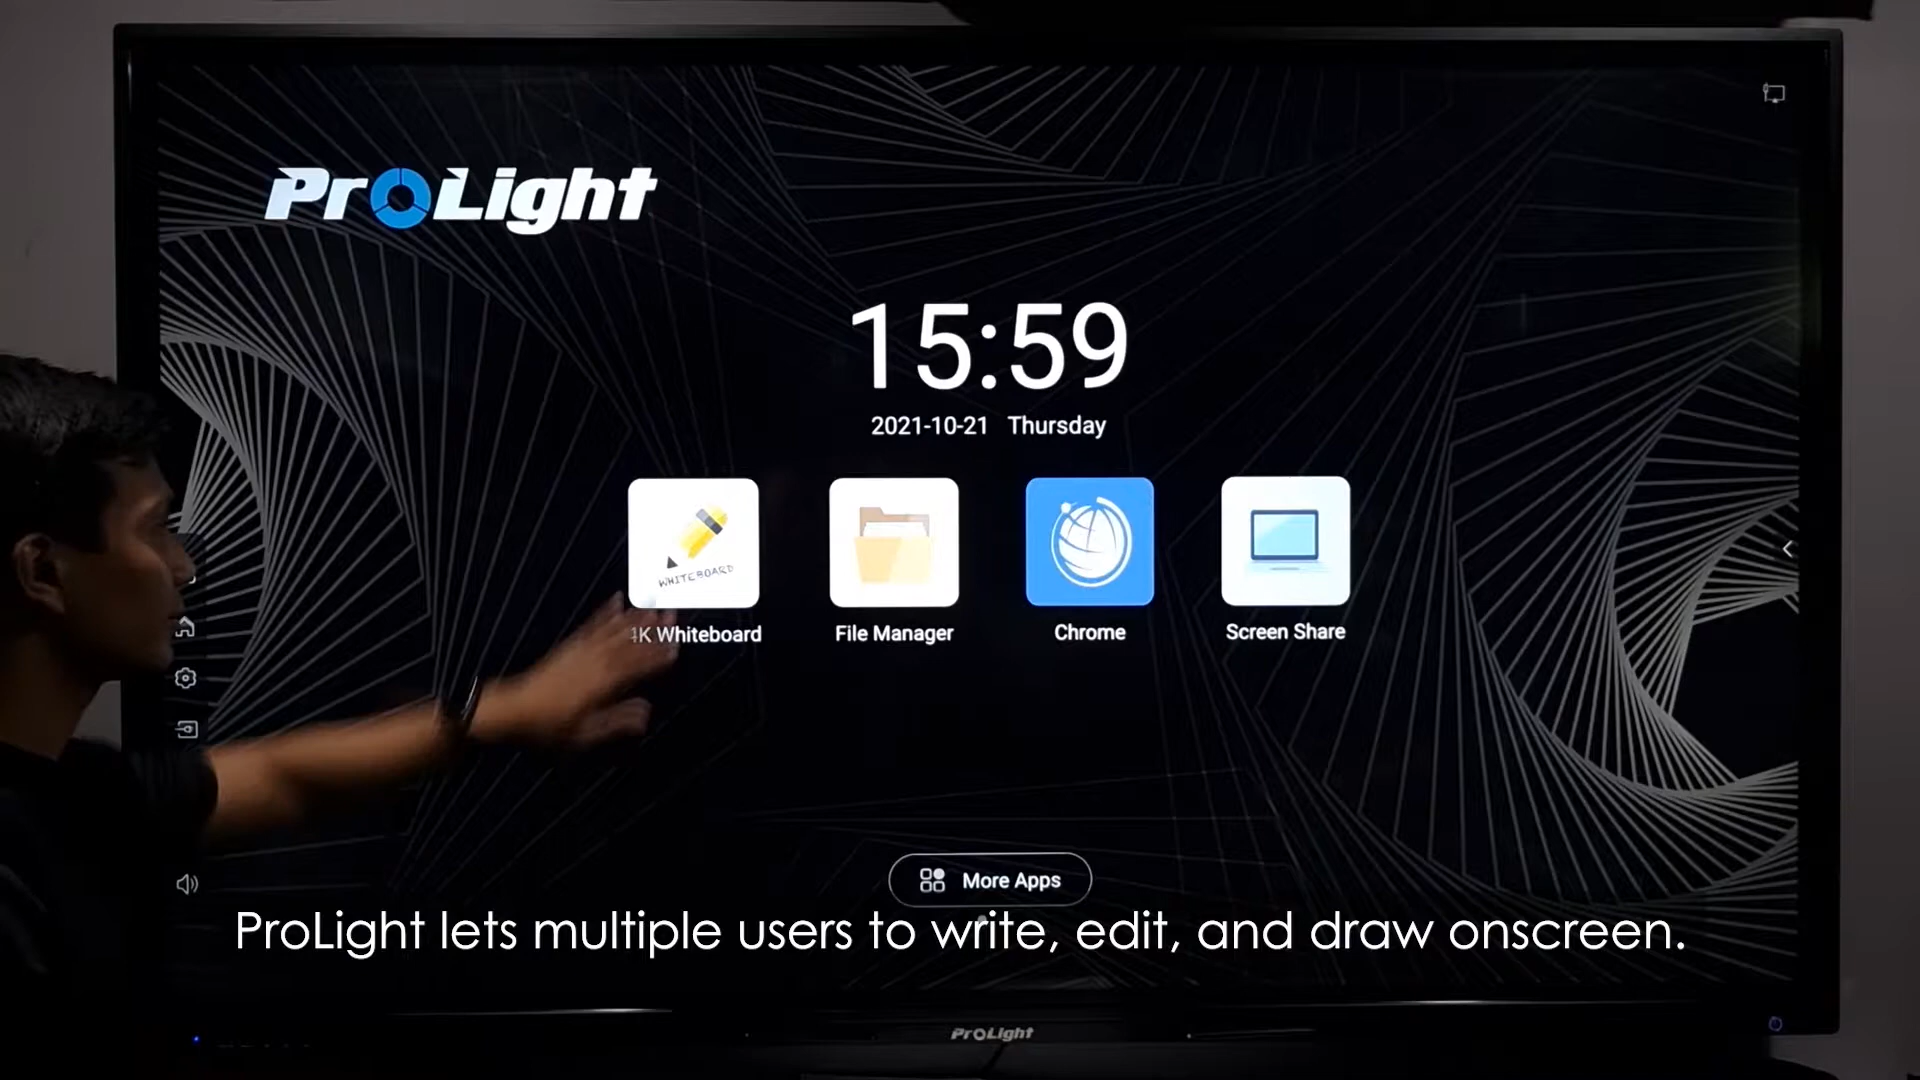 ProLight
15:59
2021-10-21 Thursday
WHITEBOARD
4K Whiteboard
File Manager
Chrome
Screen Share
More Apps
ProLight lets multiple users to write, edit, and draw onscreen.
ProLight